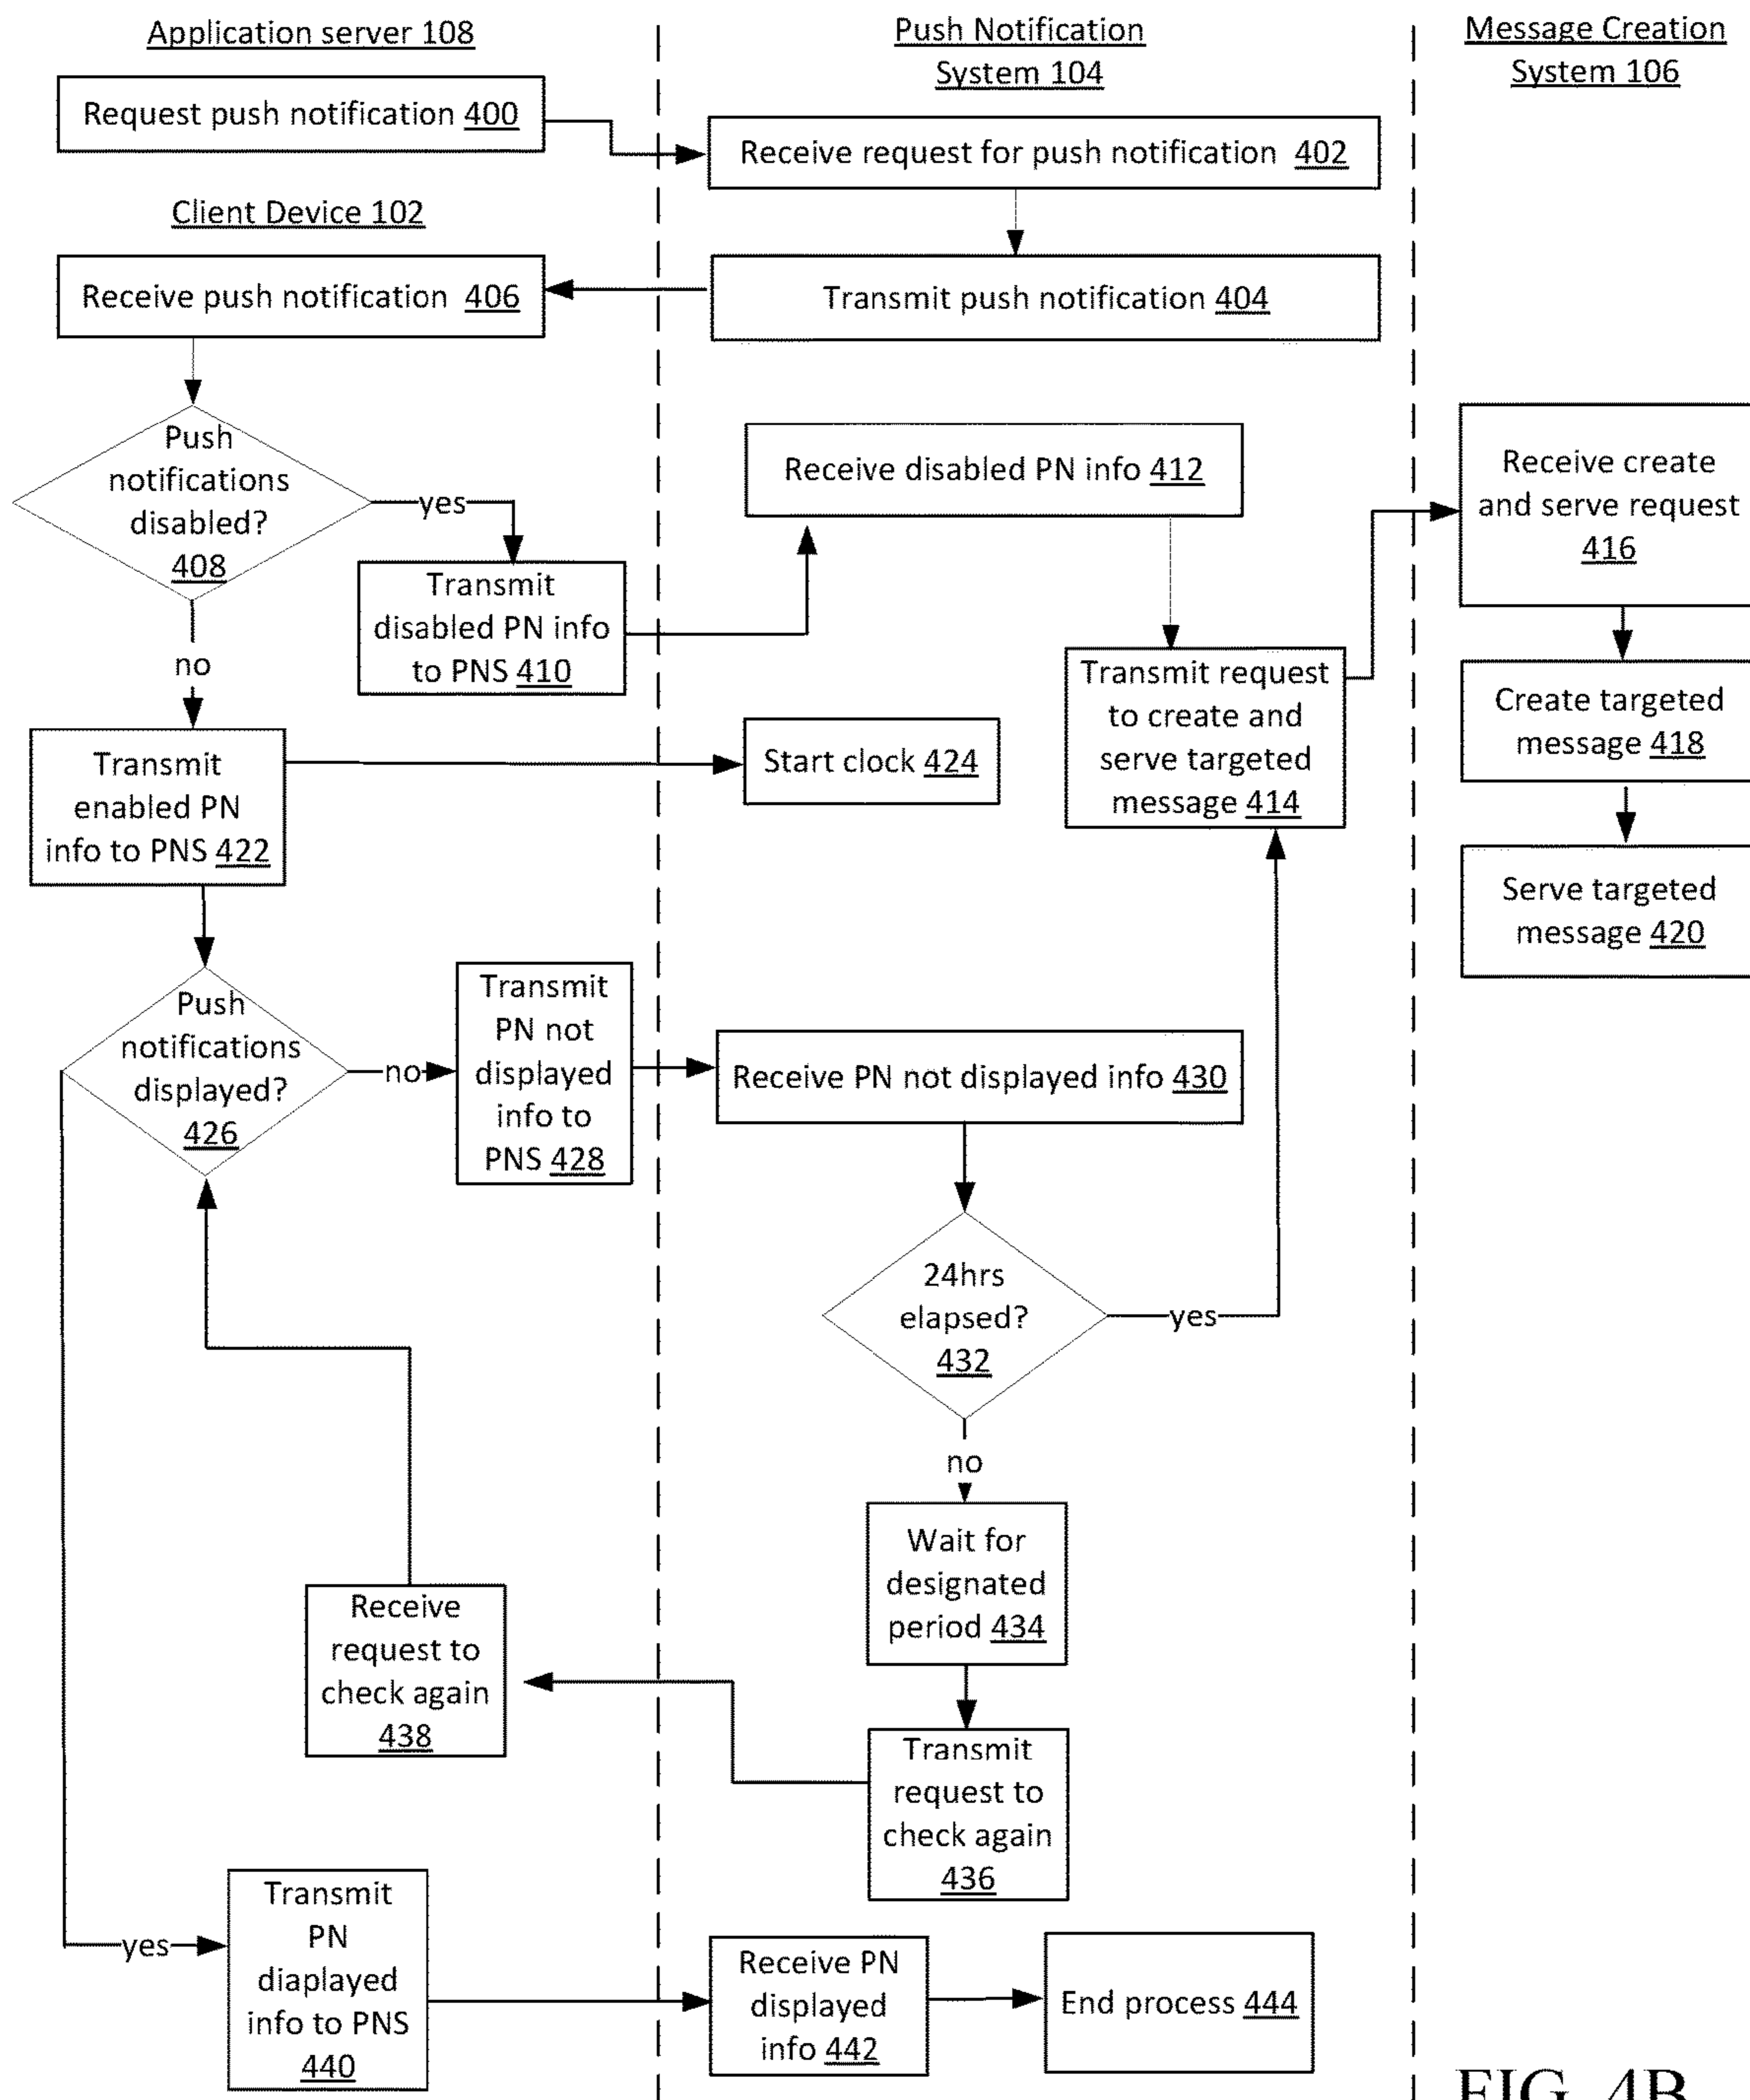 Application server 108
Push Notification
System 104
Message Creation
System 106
Request push notification 400
Receive request for push notification 402
Client Device 102
Receive push notification 406
Transmit push notification 404
Push
notifications
disabled?
408
yes
no
Transmit
disabled PN info
to PNS 410
Receive disabled PN info 412
Transmit request
to create and
serve targeted
message 414
Receive create
and serve request
416
Create targeted
message 418
Serve targeted
message 420
Transmit
enabled PN
info to PNS 422
Start clock 424
Push
notifications
displayed?
426
no
Transmit
PN not
displayed
info to
PNS 428
Receive PN not displayed info 430
24hrs
elapsed?
432
yes
no
Wait for
designated
period 434
Transmit
request to
check again
436
Receive
request to
check again
438
yes
Transmit
PN
diaplayed
info to PNS
440
Receive PN
displayed
info 442
End process 444
FIG. 4B